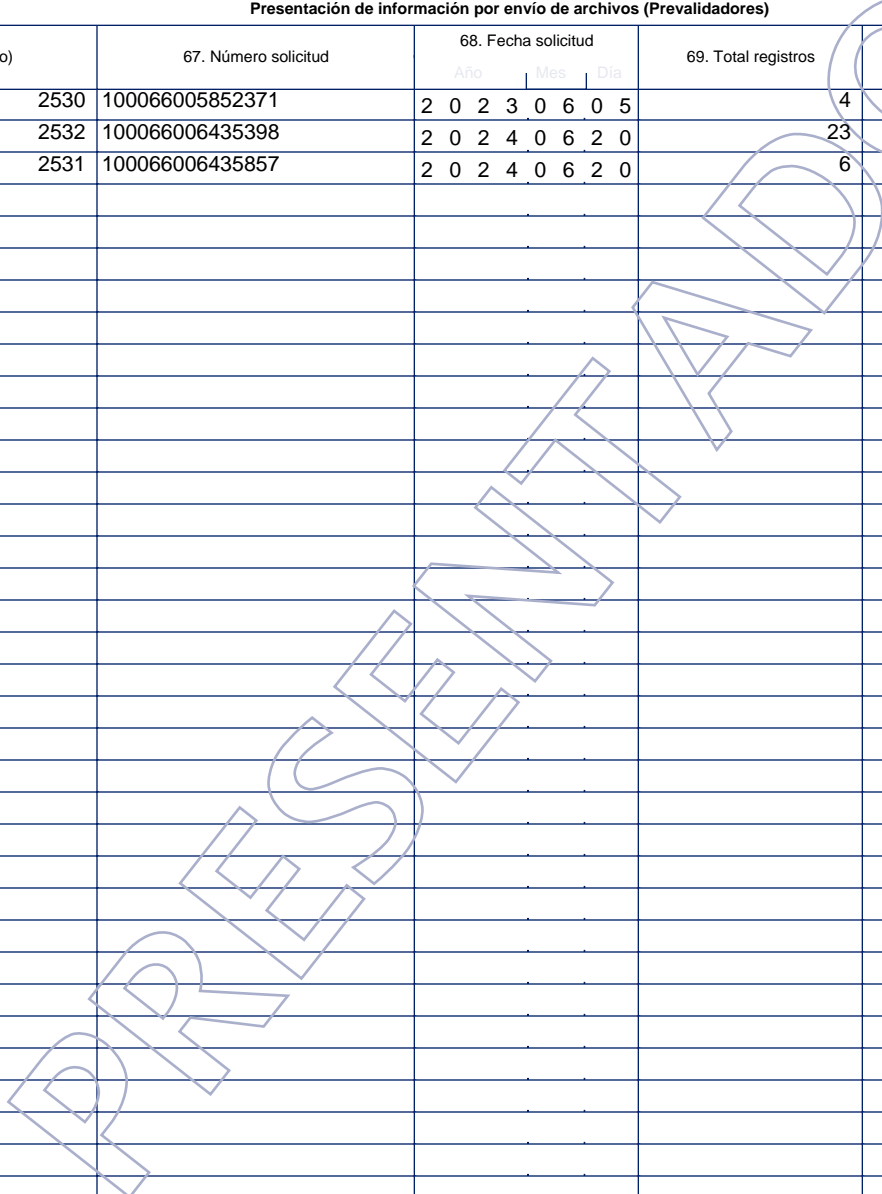 Presentación de información por envío de archivos (Prevalidadores)
o) 67. Número solicitud 68. Fecha solicitud 69. Total registros
Año Mes Día
2530 100066005852371 2 0 2 3 0 6 0 5 4
2532 100066006435398 2 0 2 4 0 6 2 0 23
2531 100066006435857 2 0 2 4 0 6 2 0 6
PRESENTADO